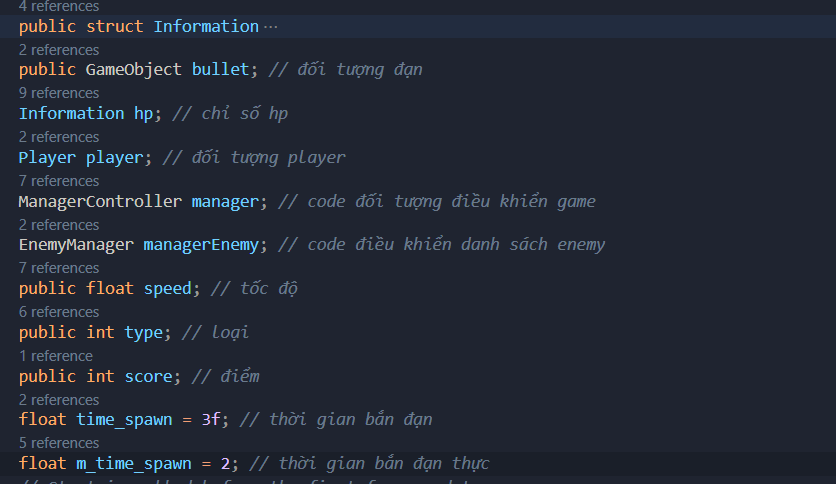 4 references
public struct Information ...
2 references
public GameObject bullet; // đối tượng đạn
9 references
Information hp; // chỉ số hp
2 references
Player player; // đối tượng player
7 references
ManagerController manager; // code đối tượng điều khiển game
2 references
EnemyManager managerEnemy; // code điều khiển danh sách enemy
7 references
public float speed; // tốc độ
6 references
public int type; // loại
1 reference
public int score; // điểm
2 references
float time_spawn = 3f; // thời gian bắn đạn
5 references
float m_time_spawn = 2; // thời gian bắn đạn thực